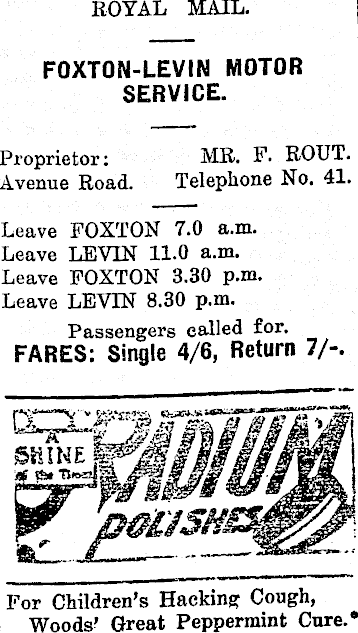 ROYAL MAIL.
FOXTON-LEVIN MOTOR
SERVICE.
Proprietor: MR. F. ROUT.
Avenue Road. Telephone No. 41.
Leave FOXTON 7.0 a.m.
Leave LEVIN 11.0 a.m.
Leave FOXTON 3.30 p.m.
Leave LEVIN 8.30 p.m.
Passengers called for.
FARES: Single 4/6, Return 7/-.
A
SHINE
RADIUM
POLISHES
For Children's Hacking Cough,
Woods' Great Peppermint Cure.*